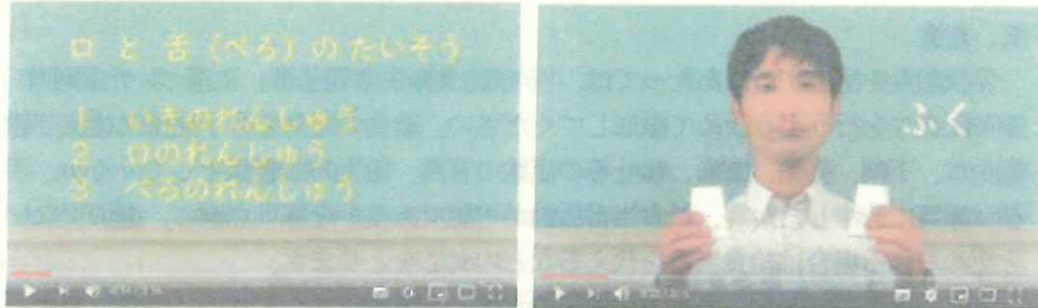 口 と 舌 (べろ) の たいそう
1 いきのれんしゅう
2 口のれんしゅう
3 べろのれんしゅう
ふく